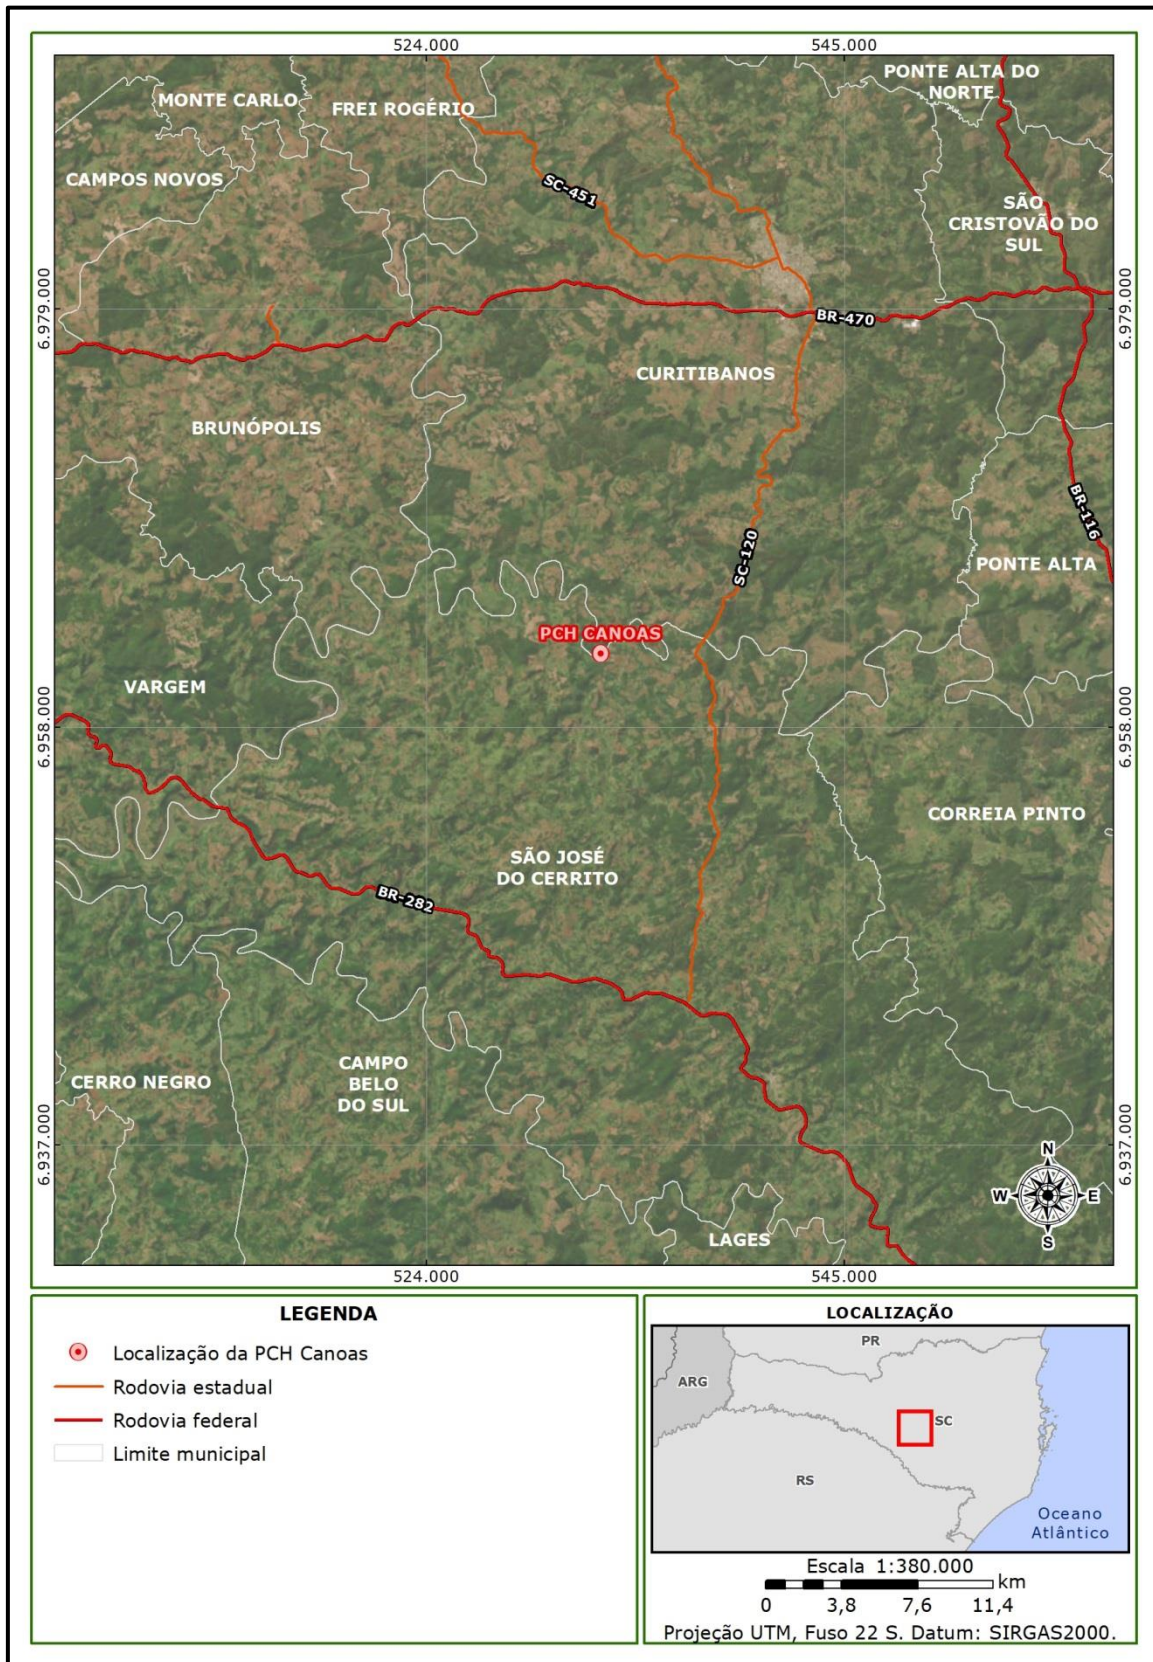 524.000
545.000
PONTE ALTA DO
NORTE
MONTE CARLO
FREI ROGÉRIO
CAMPOS NOVOS
SC-451
SÃO
CRISTOVÃO DO
SUL
6.979.000
6.979.000
BR-470
CURITIBANOS
BRUNÓPOLIS
BR-116
SC-120
PONTE ALTA
PCH CANOAS
VARGEM
6.958.000
6.958.000
CORREIA PINTO
SÃO JOSÉ
DO CERRITO
BR-282
CAMPO
BELO
DO SUL
CERRO NEGRO
6.937.000
6.937.000
N
W
E
S
LAGES
524.000
545.000
LEGENDA
Localização da PCH Canoas
Rodovia estadual
Rodovia federal
Limite municipal
LOCALIZAÇÃO
PR
ARG
SC
RS
Oceano
Atlântico
Escala 1:380.000
km
0 3,8 7,6 11,4
Projeção UTM, Fuso 22 S. Datum: SIRGAS2000.